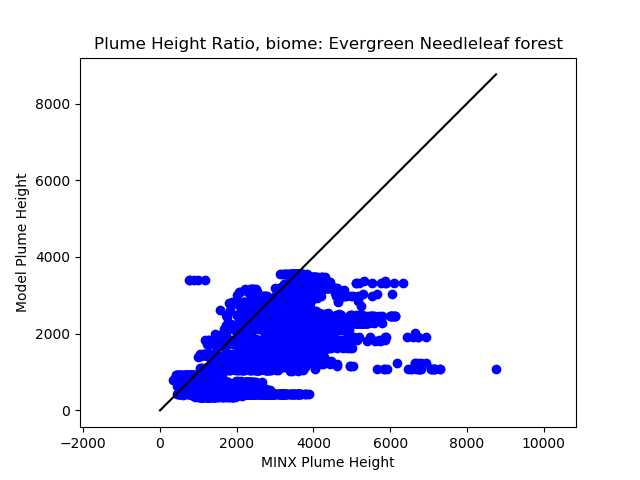 Plume Height Ratio, biome: Evergreen Needleleaf forest
8000
6000
4000
2000
0
Model Plume Height
−2000 0 2000 4000 6000 8000 10000
MINX Plume Height